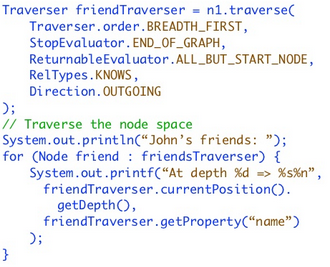 Traverser friendTraverser = n1.traverse(
    Traverser.order.BREADTH_FIRST,
    StopEvaluator.END_OF_GRAPH,
    ReturnableEvaluator.ALL_BUT_START_NODE,
    RelTypes.KNOWS,
    Direction.OUTGOING
);
// Traverse the node space
System.out.println(“John’s friends: ”);
for (Node friend : friendsTraverser) {
    System.out.printf(“At depth %d => %s%n”,
      friendTraverser.currentPosition().
        getDepth(),
      friendTraverser.getProperty(“name”)
    );
}